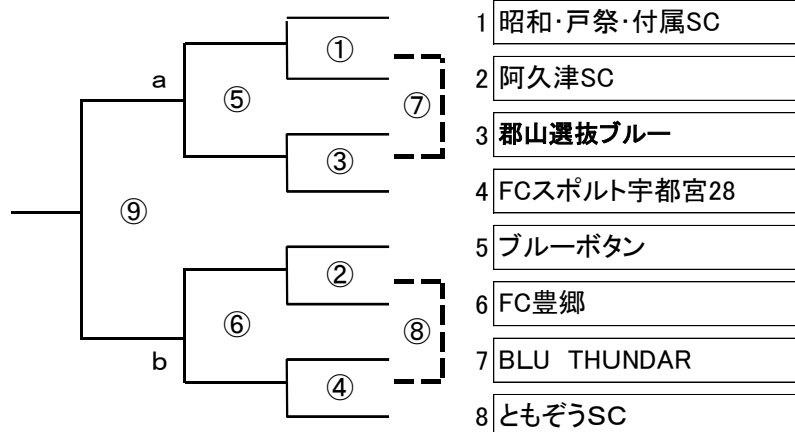 ① 1 昭和・戸祭・付属SC
a
⑤ ⑦ 2 阿久津SC
③ 3 郡山選抜ブルー
4 FCスポルト宇都宮28
⑨
5 ブルーボタン
②
⑥ ⑧ 6 FC豊郷
b
7 BLU THUNDAR
④
8 ともぞうSC